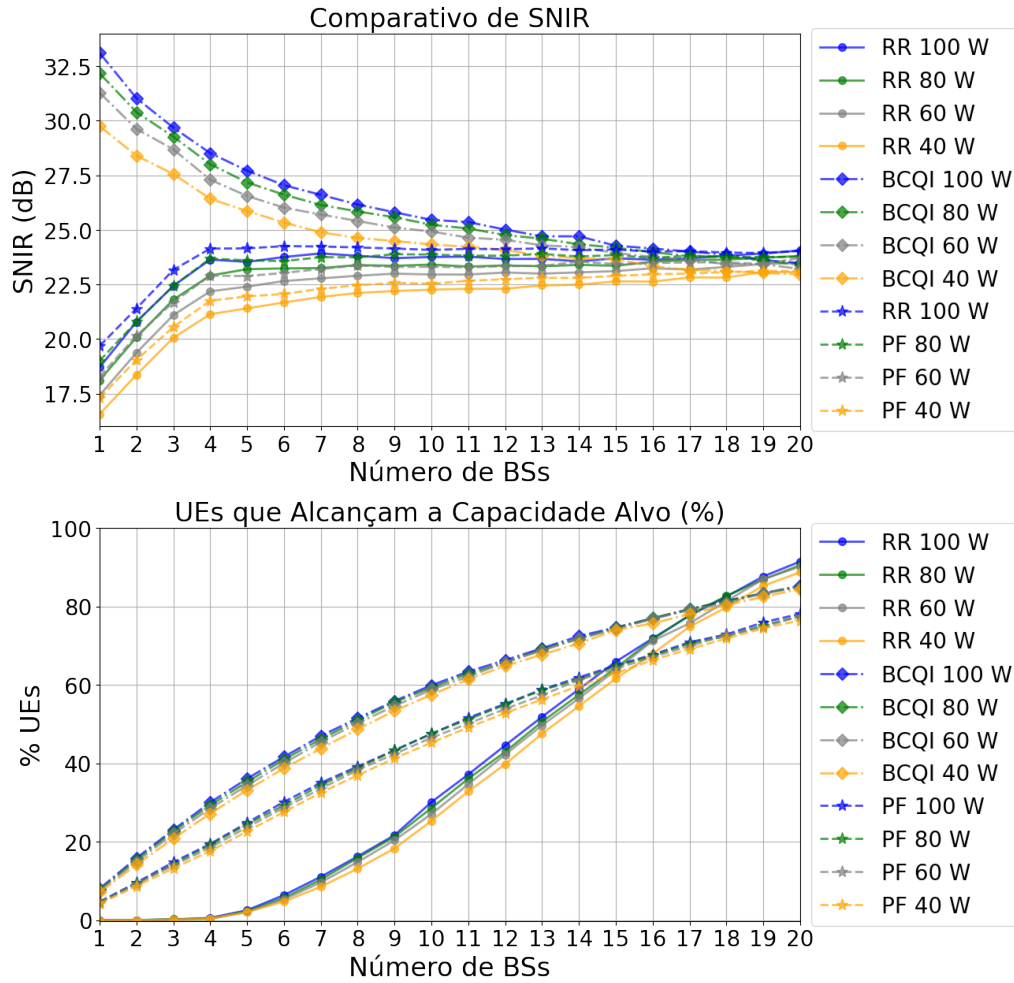 Comparativo de SNIR
SNIR (dB)
32.5
30.0
27.5
25.0
22.5
20.0
17.5
1 2 3 4 5 6 7 8 9 10 11 12 13 14 15 16 17 18 19 20
Número de BSs
RR 100 W
RR 80 W
RR 60 W
RR 40 W
BCQI 100 W
BCQI 80 W
BCQI 60 W
BCQI 40 W
RR 100 W
PF 80 W
PF 60 W
PF 40 W
UEs que Alcançam a Capacidade Alvo (%)
% UEs
100
80
60
40
20
0
1 2 3 4 5 6 7 8 9 10 11 12 13 14 15 16 17 18 19 20
Número de BSs
RR 100 W
RR 80 W
RR 60 W
RR 40 W
BCQI 100 W
BCQI 80 W
BCQI 60 W
BCQI 40 W
PF 100 W
PF 80 W
PF 60 W
PF 40 W